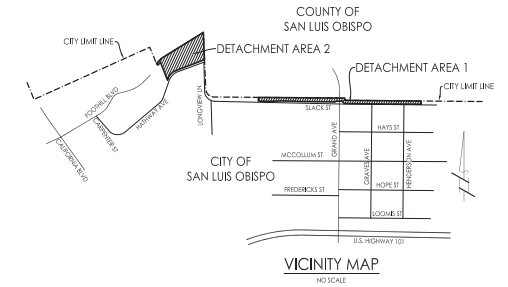 COUNTY OF
SAN LUIS OBISPO
CITY LIMIT LINE
DETACHMENT AREA 2
DETACHMENT AREA 1
CITY LIMIT LINE
FOOTHILL BLVD
HATHWAY AVE
LONGVIEW LN
CARPENTER ST
CALIFORNIA BLVD
SLACK ST
HAYS ST
GRAND AVE
GRAVES AVE
HENDERSON AVE
CITY OF
SAN LUIS OBISPO
MCCOLLUM ST
FREDERICKS ST
HOPE ST
LOOMIS ST
U.S. HIGHWAY 101
VICINITY MAP
NO SCALE